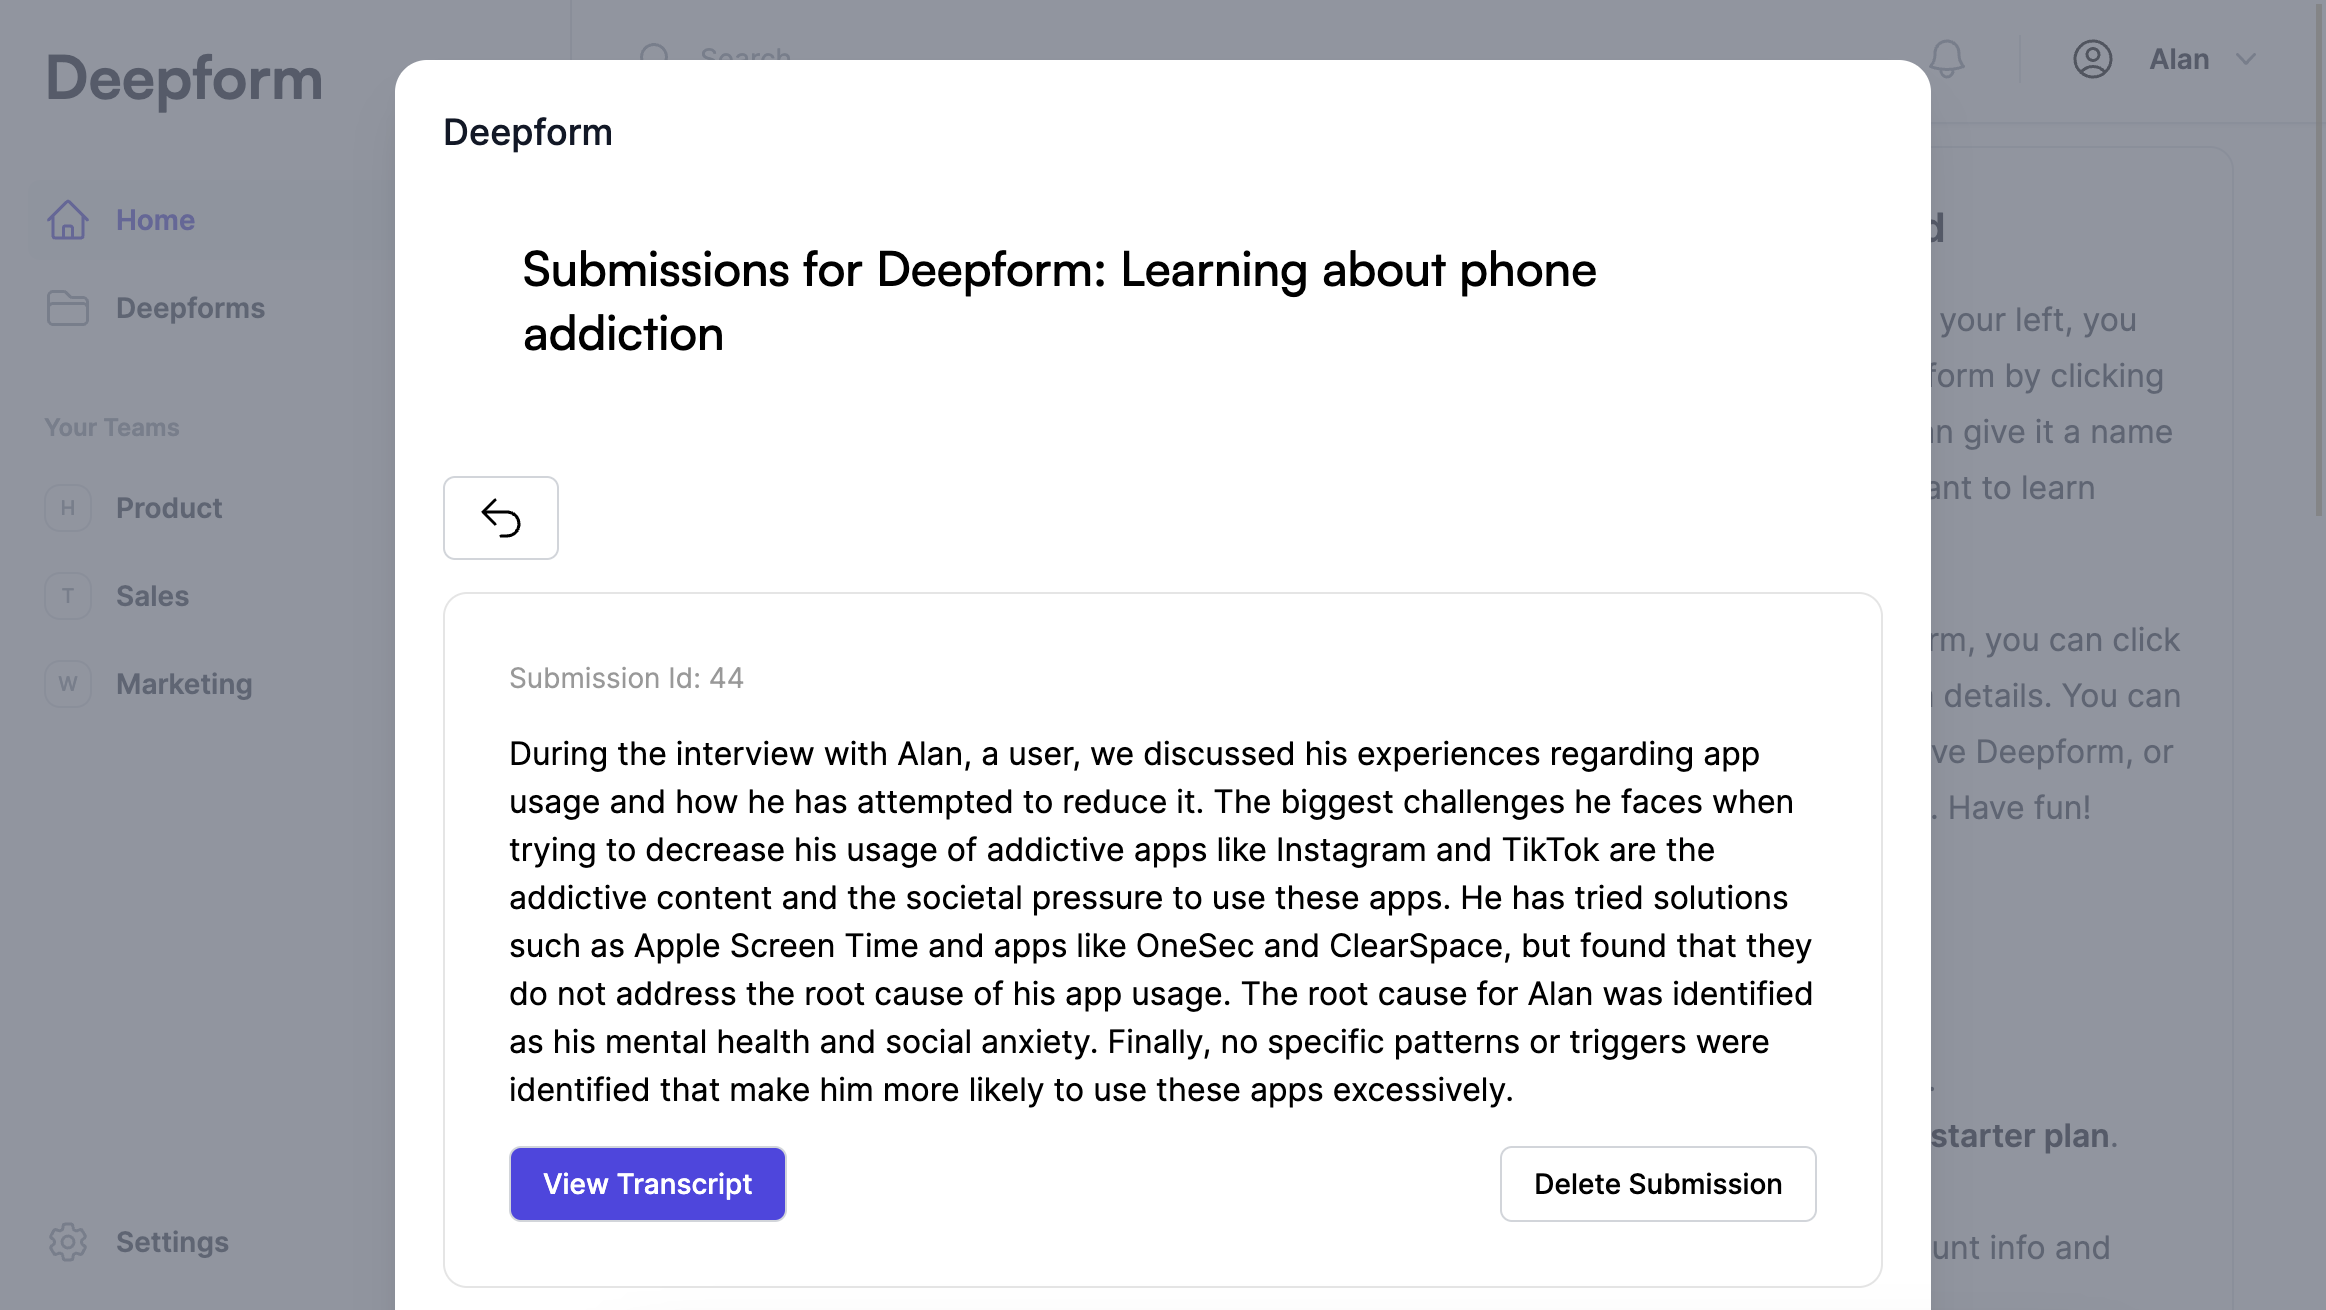 Deepform
Search
Alan
Home
Deepforms
Your Teams
H Product
T Sales
W Marketing
Settings
Deepform
Submissions for Deepform: Learning about phone
addiction
Submission Id: 44
During the interview with Alan, a user, we discussed his experiences regarding app
usage and how he has attempted to reduce it. The biggest challenges he faces when
trying to decrease his usage of addictive apps like Instagram and TikTok are the
addictive content and the societal pressure to use these apps. He has tried solutions
such as Apple Screen Time and apps like OneSec and ClearSpace, but found that they
do not address the root cause of his app usage. The root cause for Alan was identified
as his mental health and social anxiety. Finally, no specific patterns or triggers were
identified that make him more likely to use these apps excessively.
View Transcript
Delete Submission
your left, you
form by clicking
give it a name
to learn
you can click
details. You can
Deepform, or
. Have fun!
starter plan.
info and